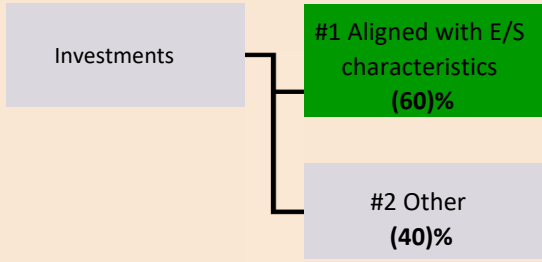 Investments
#1 Aligned with E/S
characteristics
(60)%
#2 Other
(40)%